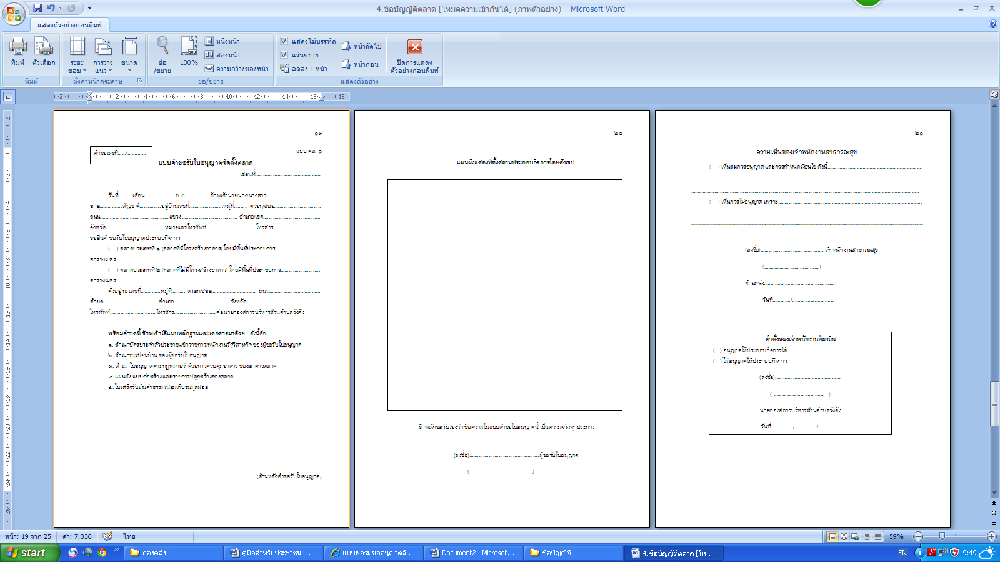 4.ข้อบัญญัติตลาด [โหมดความเข้ากันได้] (ภาพตัวอย่าง) - Microsoft Word
แสดงตัวอย่างก่อนพิมพ์
พิมพ์
ตัวเลือก
ระยะขอบ
การวางแนว
ขนาด
ย่อ/ขยาย
100%
หนึ่งหน้า
สองหน้า
ความกว้างของหน้า
แสดงไม้บรรทัด
แว่นขยาย
ลดลง 1 หน้า
หน้าถัดไป
หน้าก่อน
ปิดการแสดงตัวอย่างก่อนพิมพ์
พิมพ์
ตั้งค่าหน้ากระดาษ
ย่อ/ขยาย
แสดงตัวอย่าง
๑๙
แบบ ตล. ๑
คำขอเลขที่...../............
แบบคำขอรับใบอนุญาตจัดตั้งตลาด
เขียนที่..........................................
วันที่........ เดือน....................พ.ศ. ...............ข้าพเจ้านาย/นาง/นางสาว..................................
อายุ..............สัญชาติ..............อยู่บ้านเลขที่......................หมู่ที่......... ตรอก/ซอย..............................
ถนน.............................................แขวง.................................... อำเภอ/เขต....................................
จังหวัด......................................หมายเลขโทรศัพท์............................... โทรสาร..............................
ขอยื่นคำขอรับใบอนุญาตประกอบกิจการ
( ) ตลาดประเภทที่ ๑ (ตลาดที่มีโครงสร้างอาคาร) โดยมีพื้นที่ประกอบการ.............................
ตารางเมตร
( ) ตลาดประเภทที่ ๒ (ตลาดที่ไม่มีโครงสร้างอาคาร) โดยมีพื้นที่ประกอบการ.........................
ตารางเมตร
ตั้งอยู่ ณ เลขที่............หมู่ที่......... ตรอก/ซอย............................. ถนน................................
ตำบล..................... ..............อำเภอ....................................จังหวัด...............................................
โทรศัพท์ .............................โทรสาร...........................ต่อนายกองค์การบริหารส่วนตำบลวังดัง
พร้อมคำขอนี้ ข้าพเจ้าได้แนบหลักฐานและเอกสารมาด้วย ดังนี้คือ
๑. สำเนาบัตรประจำตัวประชาชน/ข้าราชการ/พนักงานรัฐวิสาหกิจ ของผู้ขอรับใบอนุญาต
๒. สำเนาทะเบียนบ้าน ของผู้ขอรับใบอนุญาต
๓. สำเนาใบอนุญาตตามกฎหมายว่าด้วยการควบคุมอาคาร ของอาคารตลาด
๔. แผนผัง แบบก่อสร้าง และรายการปลูกสร้างของตลาด
๕. ใบเสร็จรับเงินค่าธรรมเนียมเก็บขนมูลฝอย
(ด้านหลังคำขอรับใบอนุญาต)
๒๐
แผนผังแสดงที่ตั้งสถานประกอบกิจการโดยสังเขป
ข้าพเจ้าขอรับรองว่า ข้อความในแบบคำขอใบอนุญาตนี้ เป็นความจริงทุกประการ
(ลงชื่อ)............................................ผู้ขอรับใบอนุญาต
(........................................)
๒๑
ความเห็นของเจ้าพนักงานสาธารณสุข
( ) เห็นสมควรอนุญาต และควรกำหนดเงื่อนไข ดังนี้............................................................
( ) เห็นควรไม่อนุญาต เพราะ............................................................................................
(ลงชื่อ).........................................เจ้าพนักงานสาธารณสุข
(...................................)
ตำแหน่ง..............................................
วันที่.........../............./.............
คำสั่งของเจ้าพนักงานท้องถิ่น
( ) อนุญาตให้ประกอบกิจการได้
( ) ไม่อนุญาตให้ประกอบกิจการ
(ลงชื่อ)..........................................
( ................................ )
นายกองค์การบริหารส่วนตำบลวังดัง
วันที่............../............../..............
หน้า: 19 จาก 25 คำ: 7,036 ไทย 59%
start กองคลัง คู่มือสำหรับประชาชน -... แบบฟอร์มขออนุญาตจั... Document2 - Microsof... ข้อบัญญัติ 4.ข้อบัญญัติตลาด [โห... EN 9:49